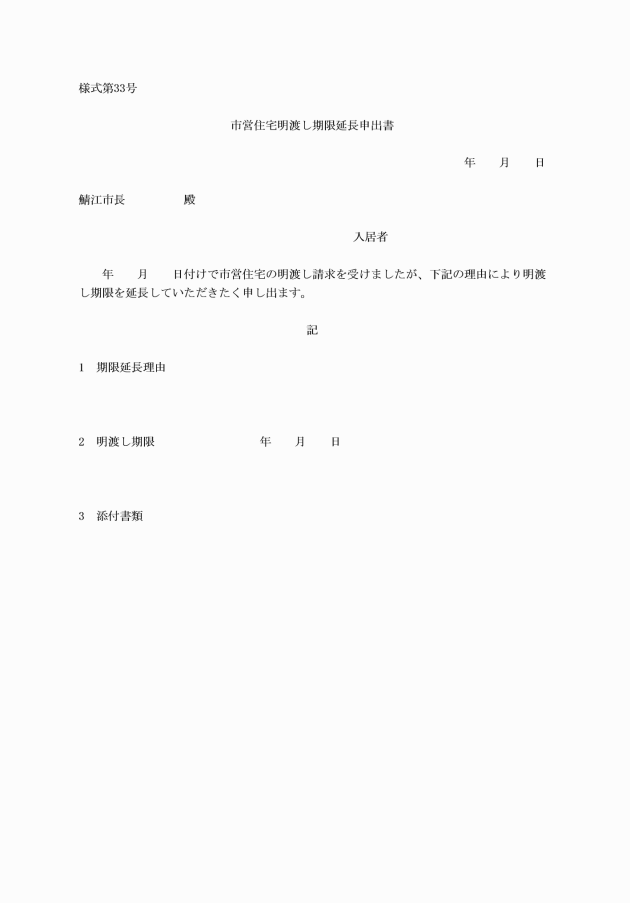 様式第33号
市営住宅明渡し期限延長申出書
年　　月　　日
鯖江市長　　　　　殿
入居者
　　年　　月　　日付けで市営住宅の明渡し請求を受けましたが、下記の理由により明渡
し期限を延長していただきたく申し出ます。
記
1　期限延長理由
2　明渡し期限　　　　　　　　　年　　月　　日
3　添付書類